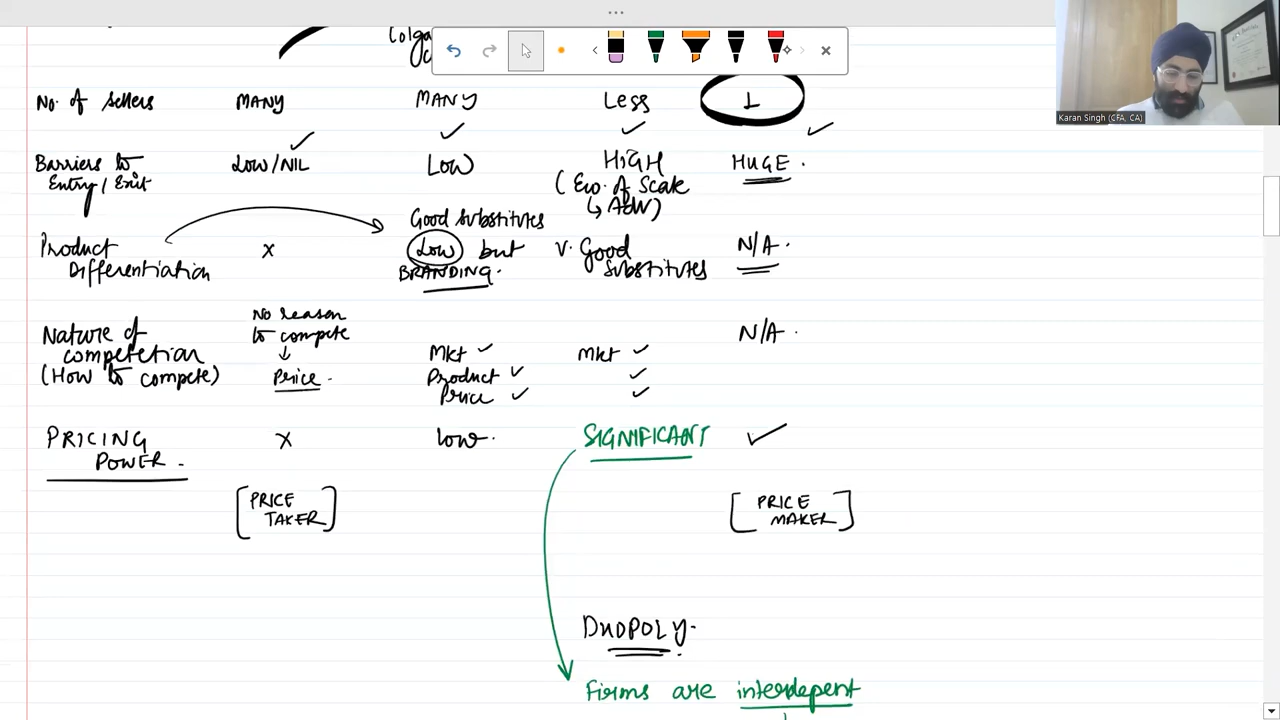 No. of sellers MANY MANY Less 1
Barriers to Low/NIL Low HIGH HUGE.
Entry/Exit (Eco. of Scale
↳ Adv)
Good substitutes
Product x Low but V. Good N/A.
Differentiation BRANDING. substitutes
No reason
Nature of to compete N/A.
competetion ↓ Mkt ✓ Mkt ✓
(How to compete) Price. Product ✓ ✓
Price ✓ ✓
PRICING x low. SIGNIFICANT ✓
POWER.
[PRICE [PRICE
TAKER] MAKER]
DUOPOLY.
Firms are interdepent
Karan Singh (CFA, CA)